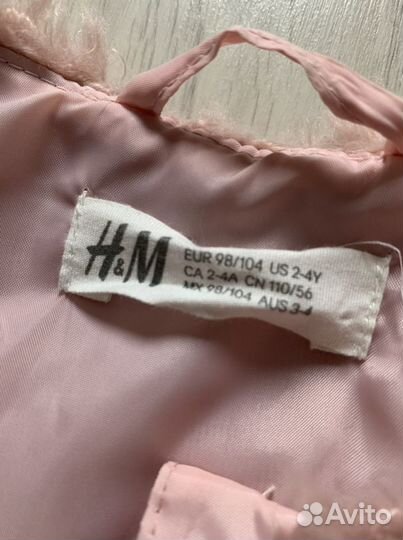 H&M
EUR 98/104 US 2-4Y
CA 2-4A CN 110/56
MX 98/104 AUS 3-4
Avito